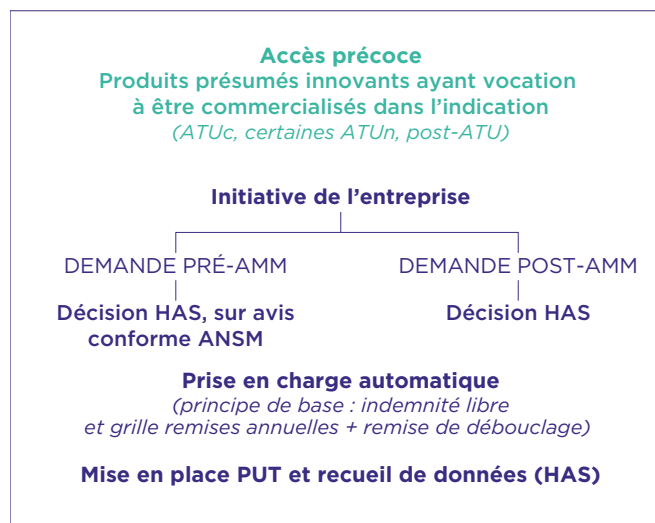 Accès précoce
Produits présumés innovants ayant vocation
à être commercialisés dans l’indication
(ATUc, certaines ATUn, post-ATU)
Initiative de l’entreprise
DEMANDE PRÉ-AMM
DEMANDE POST-AMM
Décision HAS, sur avis
conforme ANSM
Décision HAS
Prise en charge automatique
(principe de base : indemnité libre
et grille remises annuelles + remise de débouclage)
Mise en place PUT et recueil de données (HAS)